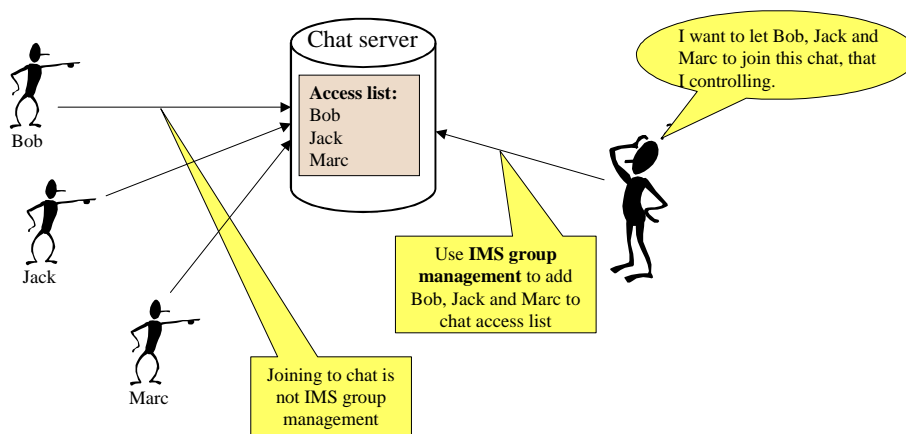 Chat server
Access list:
Bob
Jack
Marc
I want to let Bob, Jack and
Marc to join this chat, that
I controlling.
Bob
Jack
Marc
Use IMS group
management to add
Bob, Jack and Marc to
chat access list
Joining to chat is
not IMS group
management